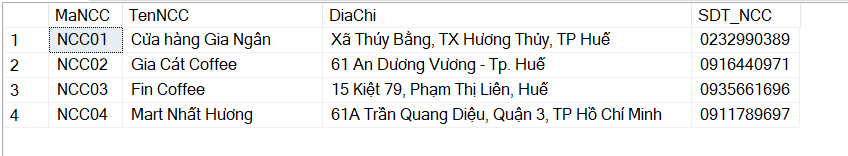 MaNCC TenNCC DiaChi SDT_NCC
1 NCC01 Cửa hàng Gia Ngân Xã Thúy Bằng, TX Hương Thủy, TP Huế 0232990389
2 NCC02 Gia Cát Coffee 61 An Dương Vương - Tp. Huế 0916440971
3 NCC03 Fin Coffee 15 Kiệt 79, Phạm Thị Liên, Huế 0935661696
4 NCC04 Mart Nhất Hương 61A Trần Quang Diệu, Quận 3, TP Hồ Chí Minh 0911789697